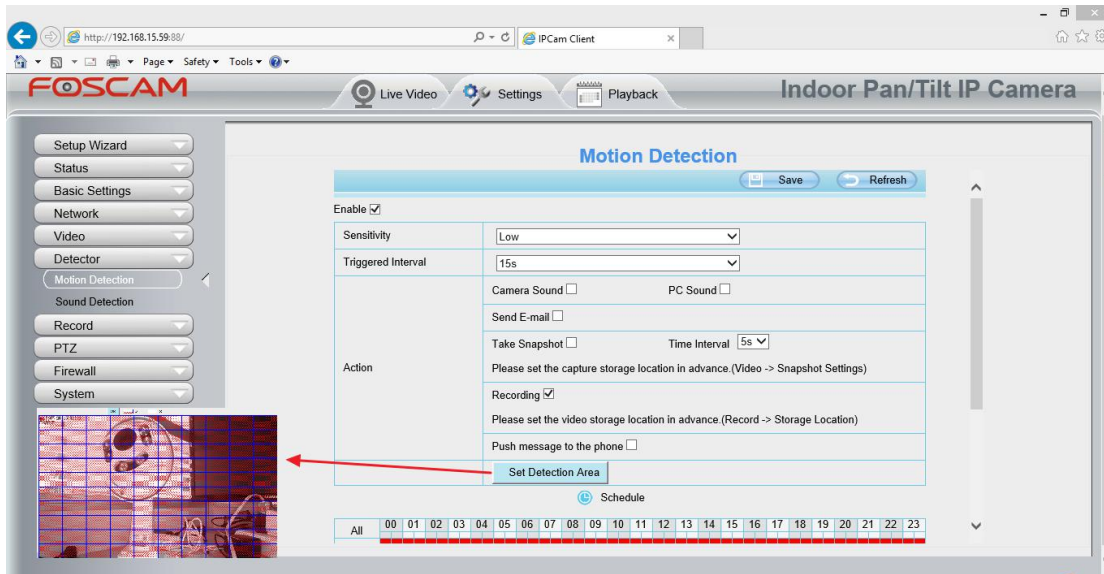 http://192.168.15.59:88/
IPCam Client
Page Safety Tools
FOSCAM
Live Video
Settings
Playback
Indoor Pan/Tilt IP Camera
Setup Wizard
Status
Basic Settings
Network
Video
Detector
Motion Detection
Sound Detection
Record
PTZ
Firewall
System
Motion Detection
Save Refresh
Enable
Sensitivity Low
Triggered Interval 15s
Action
Camera Sound PC Sound
Send E-mail
Take Snapshot Time Interval 5s
Please set the capture storage location in advance.(Video -> Snapshot Settings)
Recording
Please set the video storage location in advance.(Record -> Storage Location)
Push message to the phone
Set Detection Area
Schedule
All 00 01 02 03 04 05 06 07 08 09 10 11 12 13 14 15 16 17 18 19 20 21 22 23